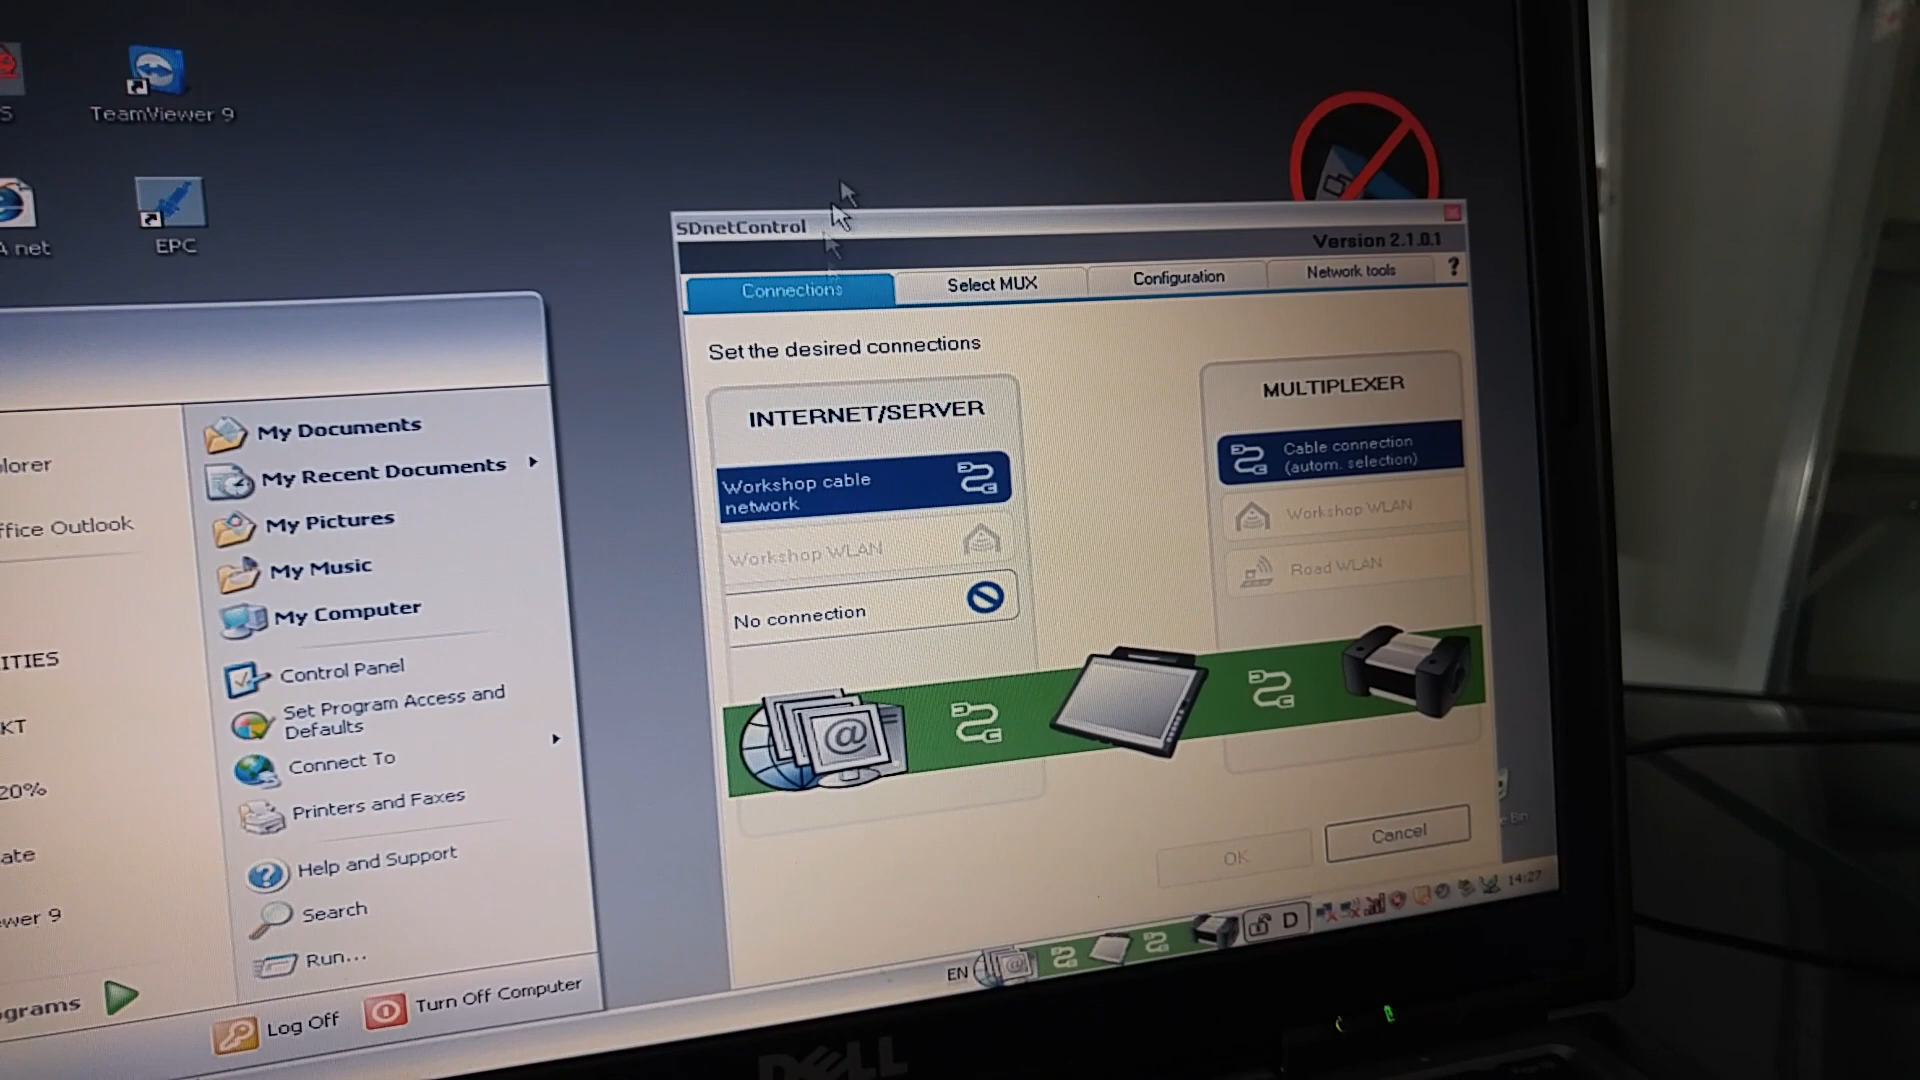 S
TeamViewer 9
A net
EPC
SDnetControl
Version 2.1.0.1
Connections
Select MUX
Configuration
Network tools
?
Set the desired connections
INTERNET/SERVER
Workshop cable
network
Workshop WLAN
No connection
MULTIPLEXER
Cable connection
(autom. selection)
Workshop WLAN
Road WLAN
@
OK
Cancel
lorer
ffice Outlook
ITIES
KT
20%
ate
wer 9
grams
My Documents
My Recent Documents
My Pictures
My Music
My Computer
Control Panel
Set Program Access and
Defaults
Connect To
Printers and Faxes
Help and Support
Search
Run...
Log Off
Turn Off Computer
e Bin
EN
@
D
14:27
DELL